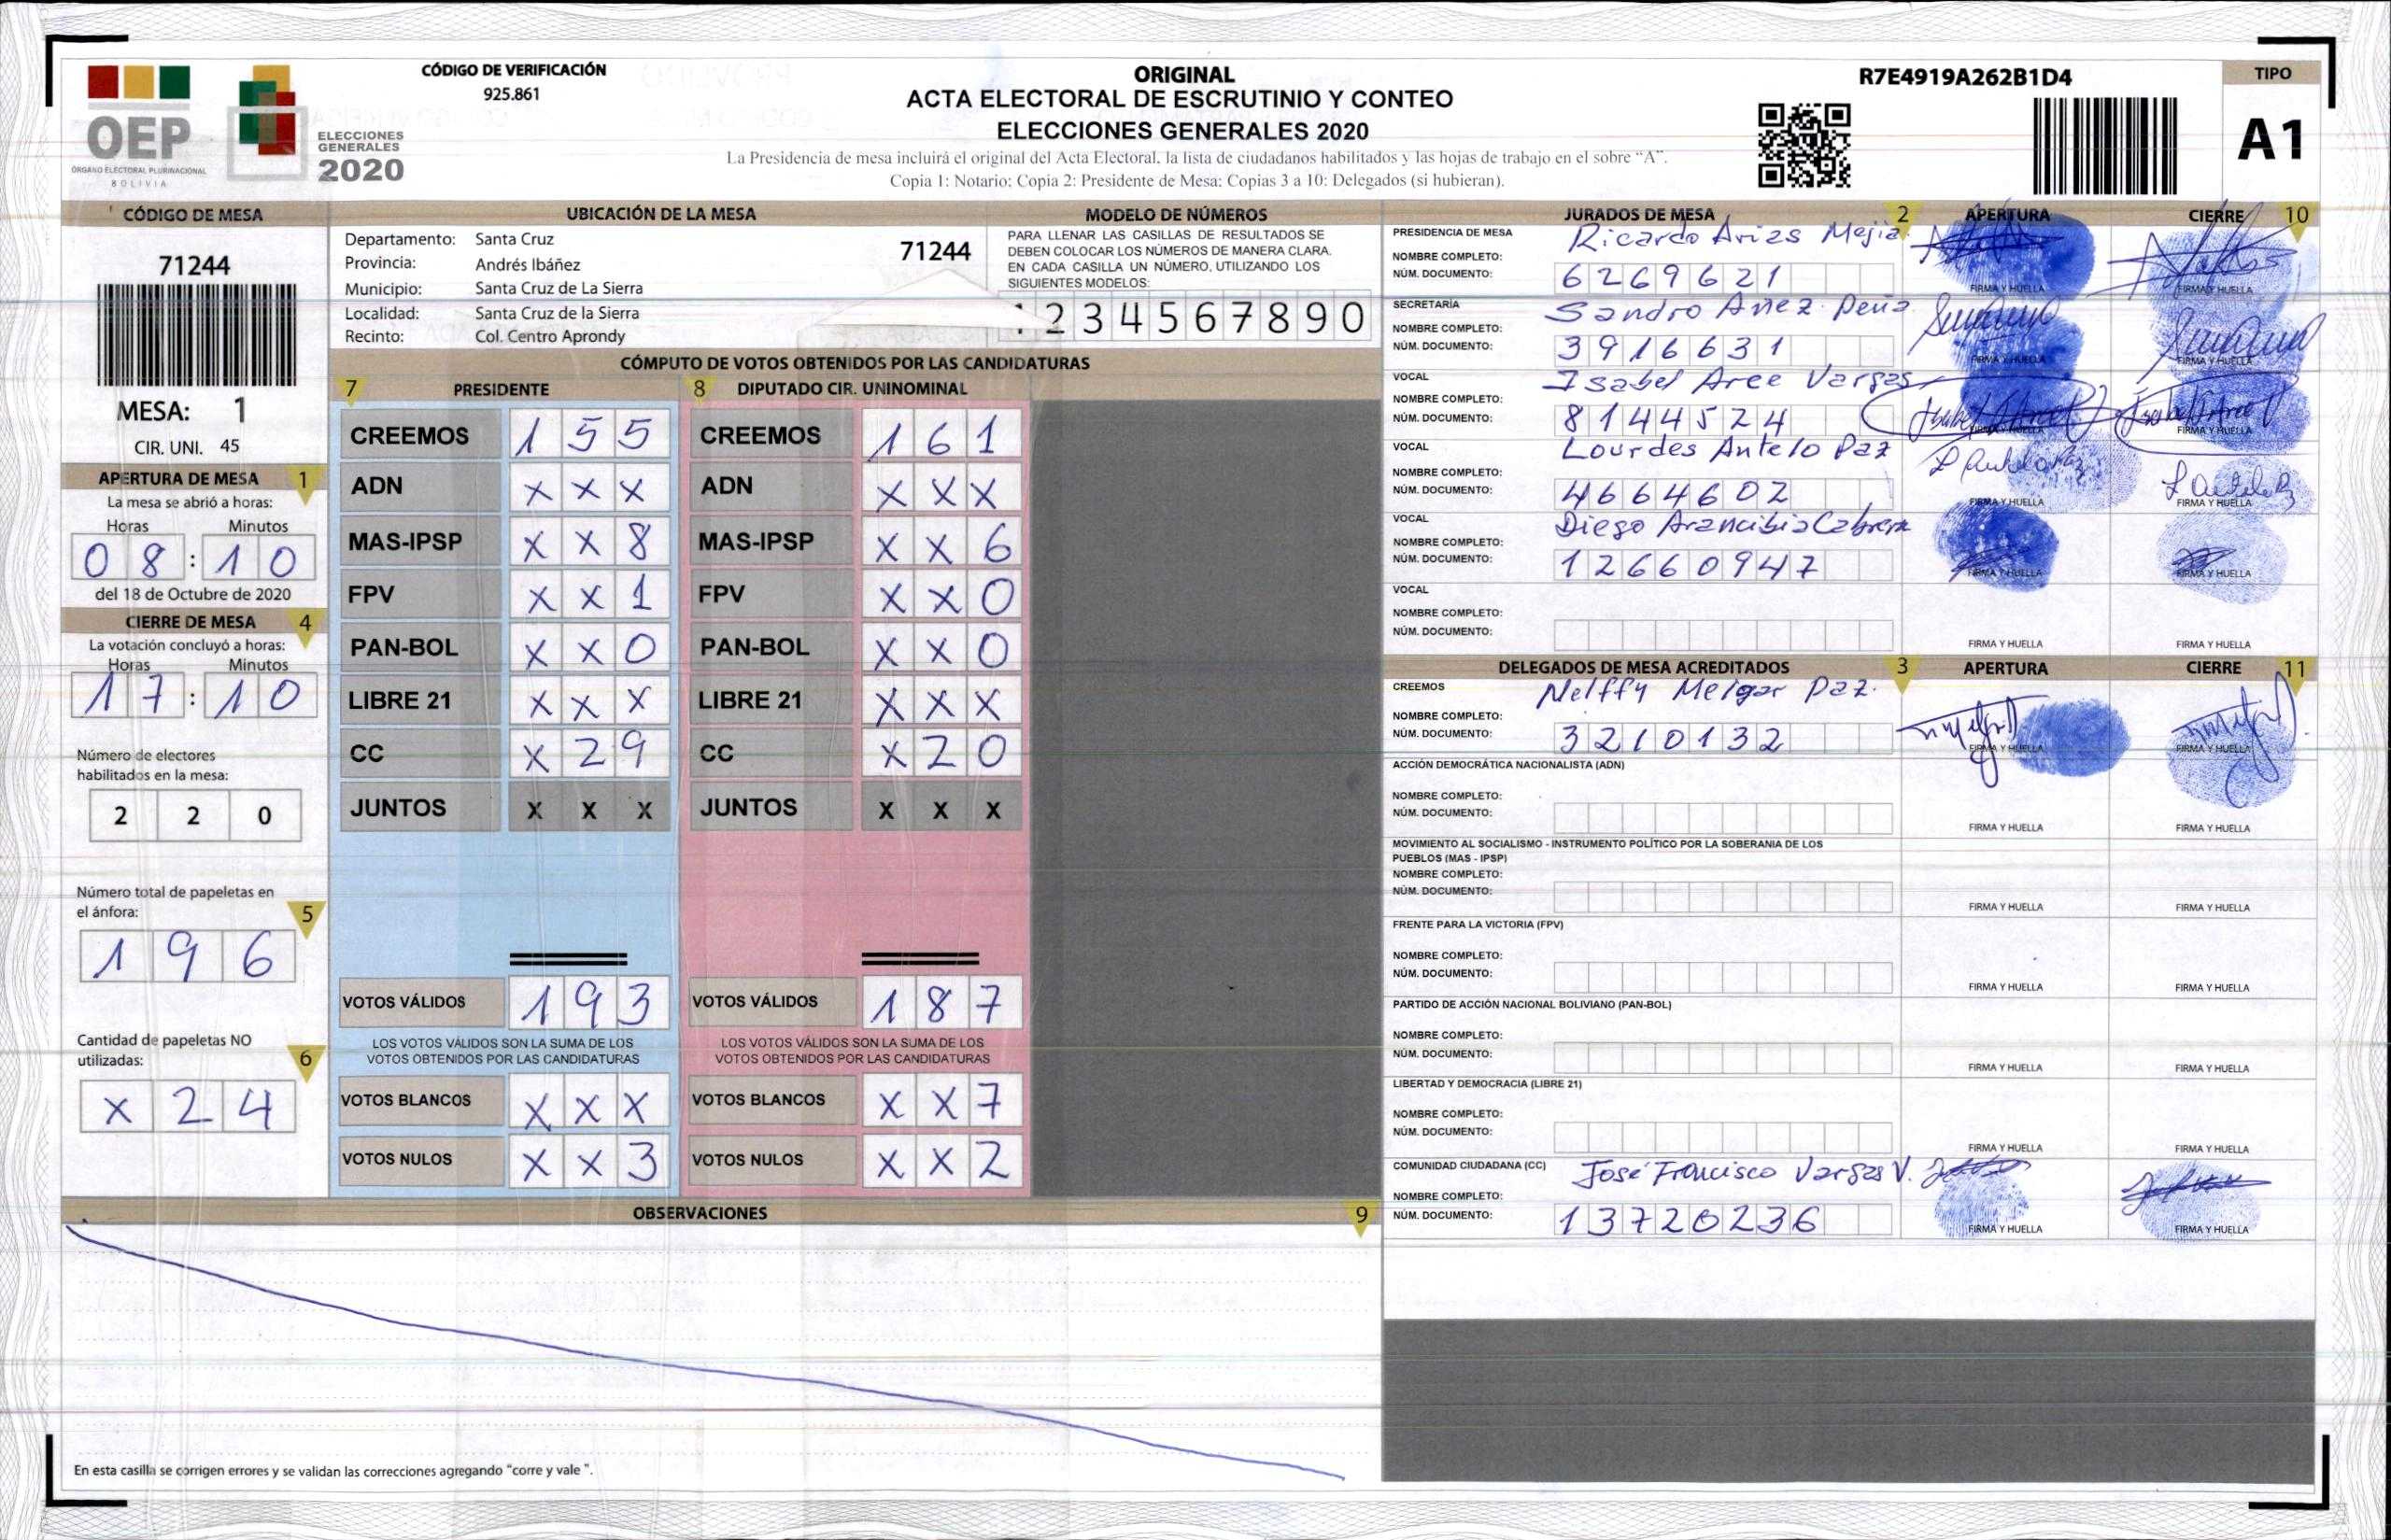 OEP
ÓRGANO ELECTORAL PLURINACIONAL
BOLIVIA
ELECCIONES
GENERALES
2020
CÓDIGO DE VERIFICACIÓN
925.861
ORIGINAL
ACTA ELECTORAL DE ESCRUTINIO Y CONTEO
ELECCIONES GENERALES 2020
La Presidencia de mesa incluirá el original del Acta Electoral, la lista de ciudadanos habilitados y las hojas de trabajo en el sobre “A”.
Copia 1: Notario; Copia 2: Presidente de Mesa; Copias 3 a 10: Delegados (si hubieran).
R7E4919A262B1D4
TIPO
A1
CÓDIGO DE MESA
71244
MESA: 1
CIR. UNI. 45
APERTURA DE MESA 1
La mesa se abrió a horas:
Horas Minutos
08:10
del 18 de Octubre de 2020
CIERRE DE MESA 4
La votación concluyó a horas:
Horas Minutos
17:10
Número de electores
habilitados en la mesa:
2 2 0
Número total de papeletas en
el ánfora: 5
1 9 6
Cantidad de papeletas NO
utilizadas: 6
x 2 4
UBICACIÓN DE LA MESA
Departamento: Santa Cruz
Provincia: Andrés Ibáñez
Municipio: Santa Cruz de La Sierra
Localidad: Santa Cruz de la Sierra
Recinto: Col. Centro Aprondy
71244
MODELO DE NÚMEROS
PARA LLENAR LAS CASILLAS DE RESULTADOS SE
DEBEN COLOCAR LOS NÚMEROS DE MANERA CLARA.
EN CADA CASILLA UN NÚMERO, UTILIZANDO LOS
SIGUIENTES MODELOS:
1 2 3 4 5 6 7 8 9 0
CÓMPUTO DE VOTOS OBTENIDOS POR LAS CANDIDATURAS
7 PRESIDENTE
CREEMOS 1 5 5
ADN x x x
MAS-IPSP x x 8
FPV x x 1
PAN-BOL x x 0
LIBRE 21 x x x
CC x 2 9
JUNTOS X X X
VOTOS VÁLIDOS 1 9 3
LOS VOTOS VÁLIDOS SON LA SUMA DE LOS
VOTOS OBTENIDOS POR LAS CANDIDATURAS
VOTOS BLANCOS x x x
VOTOS NULOS x x 3
8 DIPUTADO CIR. UNINOMINAL
CREEMOS 1 6 1
ADN x x x
MAS-IPSP x x 6
FPV x x 0
PAN-BOL x x 0
LIBRE 21 x x x
CC x 2 0
JUNTOS X X X
VOTOS VÁLIDOS 1 8 7
LOS VOTOS VÁLIDOS SON LA SUMA DE LOS
VOTOS OBTENIDOS POR LAS CANDIDATURAS
VOTOS BLANCOS x x 7
VOTOS NULOS x x 2
OBSERVACIONES 9
En esta casilla se corrigen errores y se validan las correcciones agregando “corre y vale ”.
JURADOS DE MESA 2 APERTURA CIERRE 10
PRESIDENCIA DE MESA Ricardo Arias Mejia
NOMBRE COMPLETO:
NÚM. DOCUMENTO: 6269621
FIRMA Y HUELLA FIRMA Y HUELLA
SECRETARÍA Sandro Añez Peña
NOMBRE COMPLETO:
NÚM. DOCUMENTO: 3916631
FIRMA Y HUELLA FIRMA Y HUELLA
VOCAL Isabel Arce Vargas
NOMBRE COMPLETO:
NÚM. DOCUMENTO: 8144524
FIRMA Y HUELLA FIRMA Y HUELLA
VOCAL Lourdes Antelo Paz
NOMBRE COMPLETO:
NÚM. DOCUMENTO: 4664602
FIRMA Y HUELLA FIRMA Y HUELLA
VOCAL Diego Arancibia Cabrera
NOMBRE COMPLETO:
NÚM. DOCUMENTO: 12660947
FIRMA Y HUELLA FIRMA Y HUELLA
VOCAL
NOMBRE COMPLETO:
NÚM. DOCUMENTO:
FIRMA Y HUELLA FIRMA Y HUELLA
DELEGADOS DE MESA ACREDITADOS 3 APERTURA CIERRE 11
CREEMOS Nelffy Melgar Paz.
NOMBRE COMPLETO:
NÚM. DOCUMENTO: 3210132
FIRMA Y HUELLA FIRMA Y HUELLA
ACCIÓN DEMOCRÁTICA NACIONALISTA (ADN)
NOMBRE COMPLETO:
NÚM. DOCUMENTO:
FIRMA Y HUELLA FIRMA Y HUELLA
MOVIMIENTO AL SOCIALISMO - INSTRUMENTO POLÍTICO POR LA SOBERANIA DE LOS
PUEBLOS (MAS - IPSP)
NOMBRE COMPLETO:
NÚM. DOCUMENTO:
FIRMA Y HUELLA FIRMA Y HUELLA
FRENTE PARA LA VICTORIA (FPV)
NOMBRE COMPLETO:
NÚM. DOCUMENTO:
FIRMA Y HUELLA FIRMA Y HUELLA
PARTIDO DE ACCIÓN NACIONAL BOLIVIANO (PAN-BOL)
NOMBRE COMPLETO:
NÚM. DOCUMENTO:
FIRMA Y HUELLA FIRMA Y HUELLA
LIBERTAD Y DEMOCRACIA (LIBRE 21)
NOMBRE COMPLETO:
NÚM. DOCUMENTO:
FIRMA Y HUELLA FIRMA Y HUELLA
COMUNIDAD CIUDADANA (CC) José Francisco Vargas V.
NOMBRE COMPLETO:
NÚM. DOCUMENTO: 13720236
FIRMA Y HUELLA FIRMA Y HUELLA